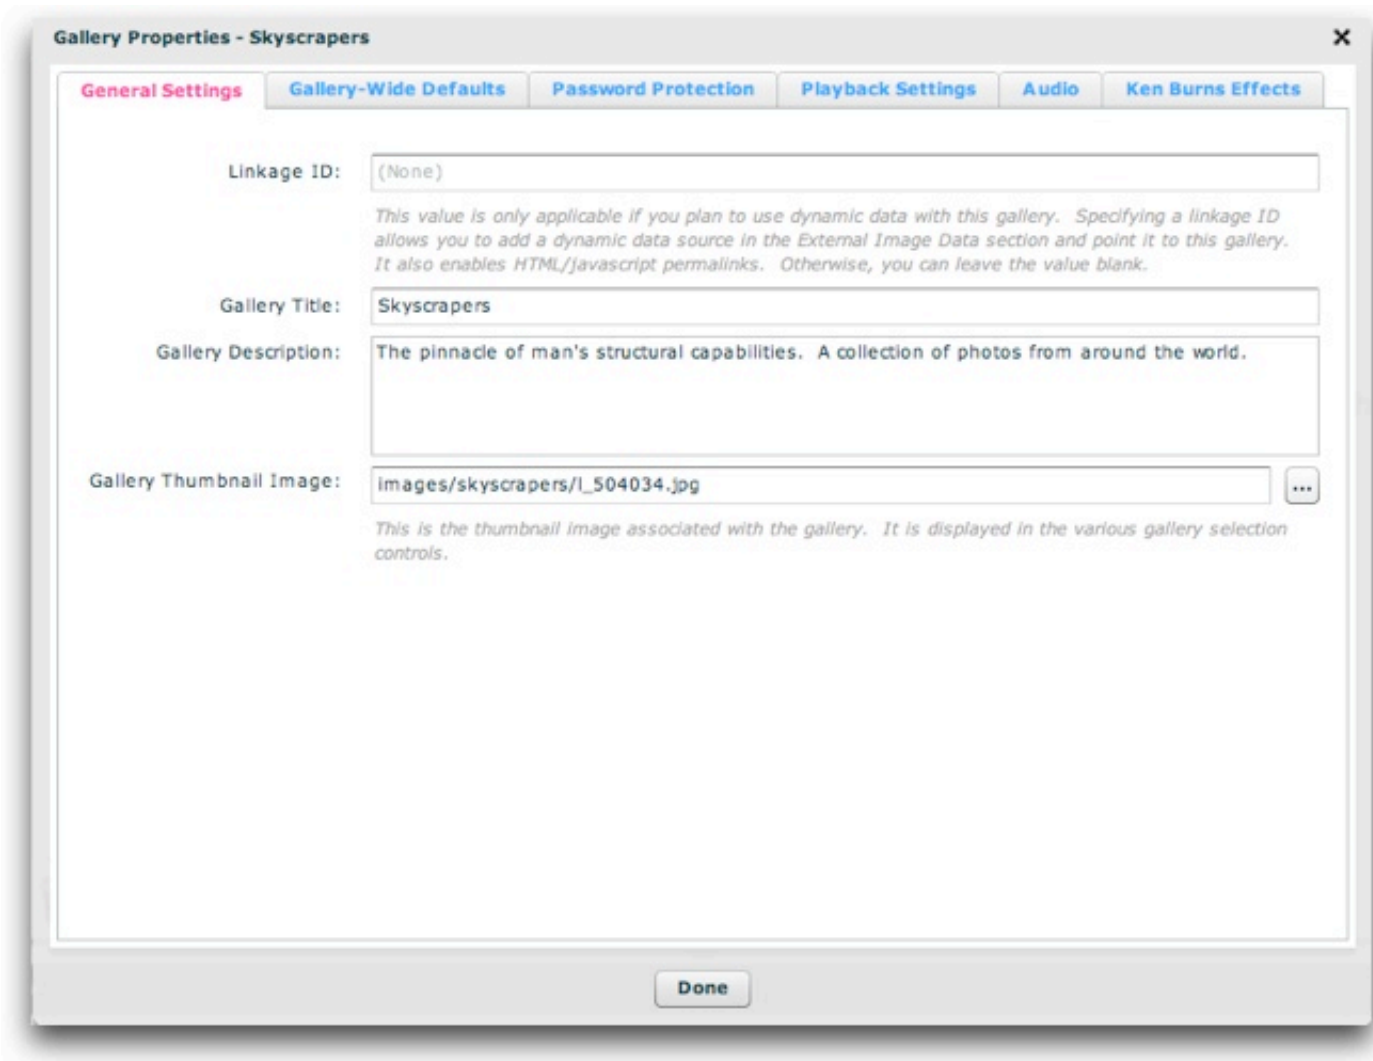 Gallery Properties - Skyscrapers
General Settings Gallery-Wide Defaults Password Protection Playback Settings Audio Ken Burns Effects
Linkage ID: (None)
This value is only applicable if you plan to use dynamic data with this gallery. Specifying a linkage ID
allows you to add a dynamic data source in the External Image Data section and point it to this gallery.
It also enables HTML/javascript permalinks. Otherwise, you can leave the value blank.
Gallery Title: Skyscrapers
Gallery Description: The pinnacle of man's structural capabilities. A collection of photos from around the world.
Gallery Thumbnail Image: images/skyscrapers/l_504034.jpg ...
This is the thumbnail image associated with the gallery. It is displayed in the various gallery selection
controls.
Done